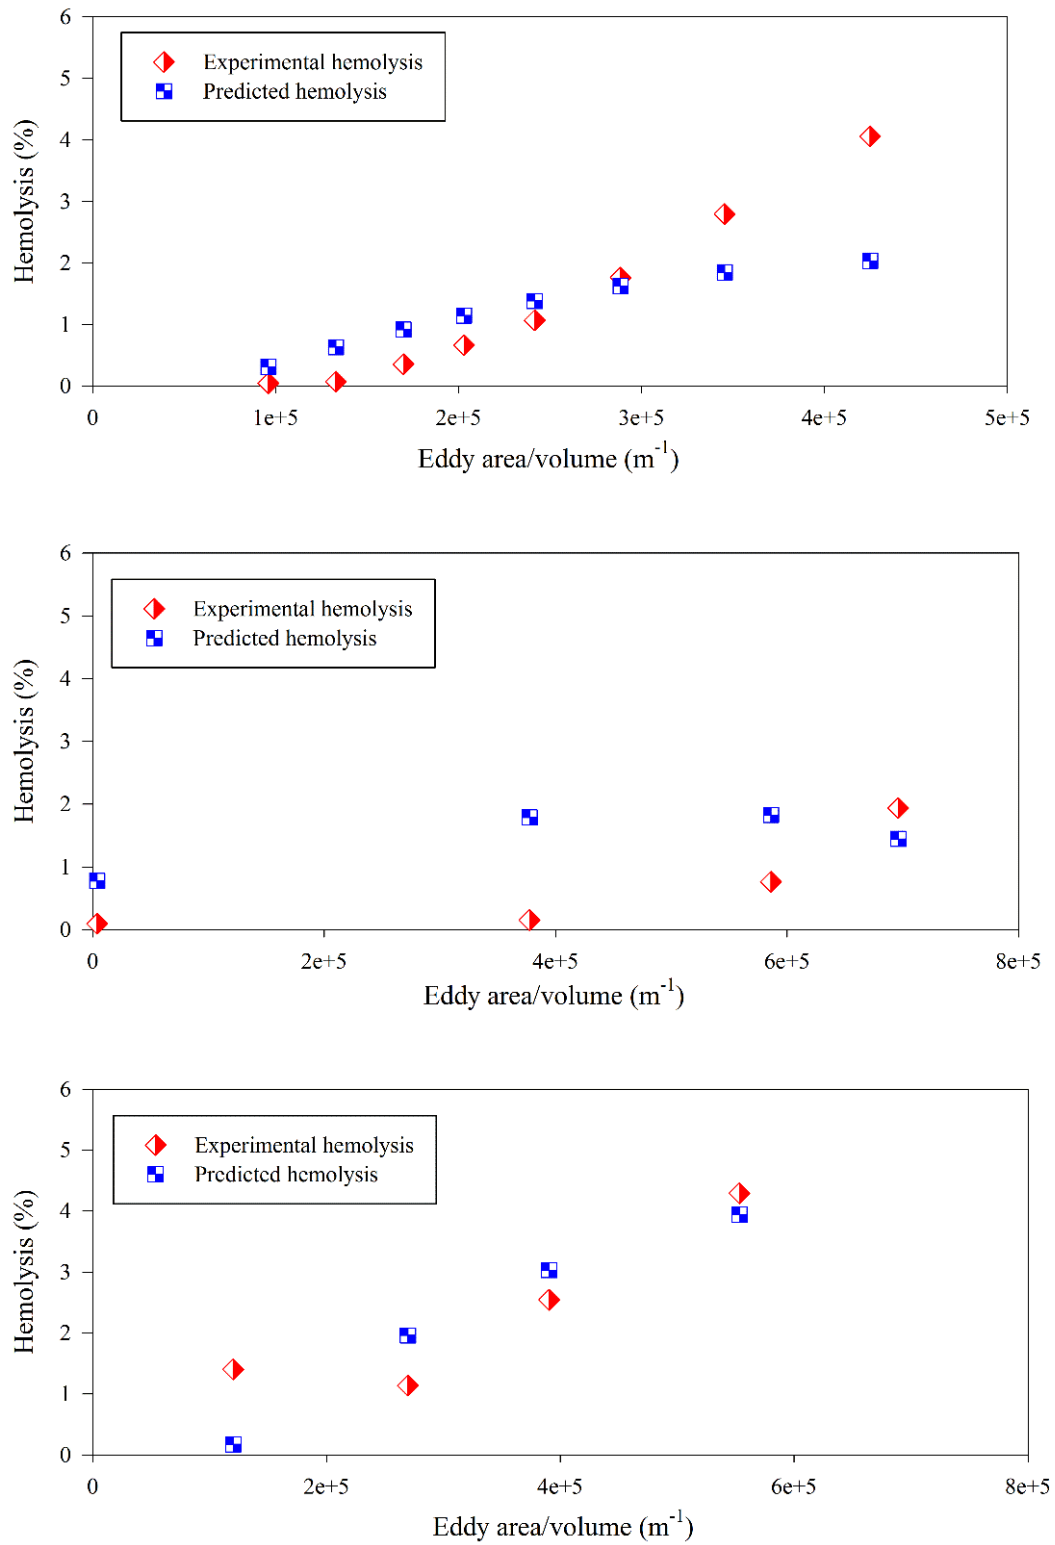 6
5
4
3
2
1
0
Hemolysis (%)
Experimental hemolysis
Predicted hemolysis
0 1e+5 2e+5 3e+5 4e+5 5e+5
Eddy area/volume (m⁻¹)
6
5
4
3
2
1
0
Hemolysis (%)
Experimental hemolysis
Predicted hemolysis
0 2e+5 4e+5 6e+5 8e+5
Eddy area/volume (m⁻¹)
6
5
4
3
2
1
0
Hemolysis (%)
Experimental hemolysis
Predicted hemolysis
0 2e+5 4e+5 6e+5 8e+5
Eddy area/volume (m⁻¹)